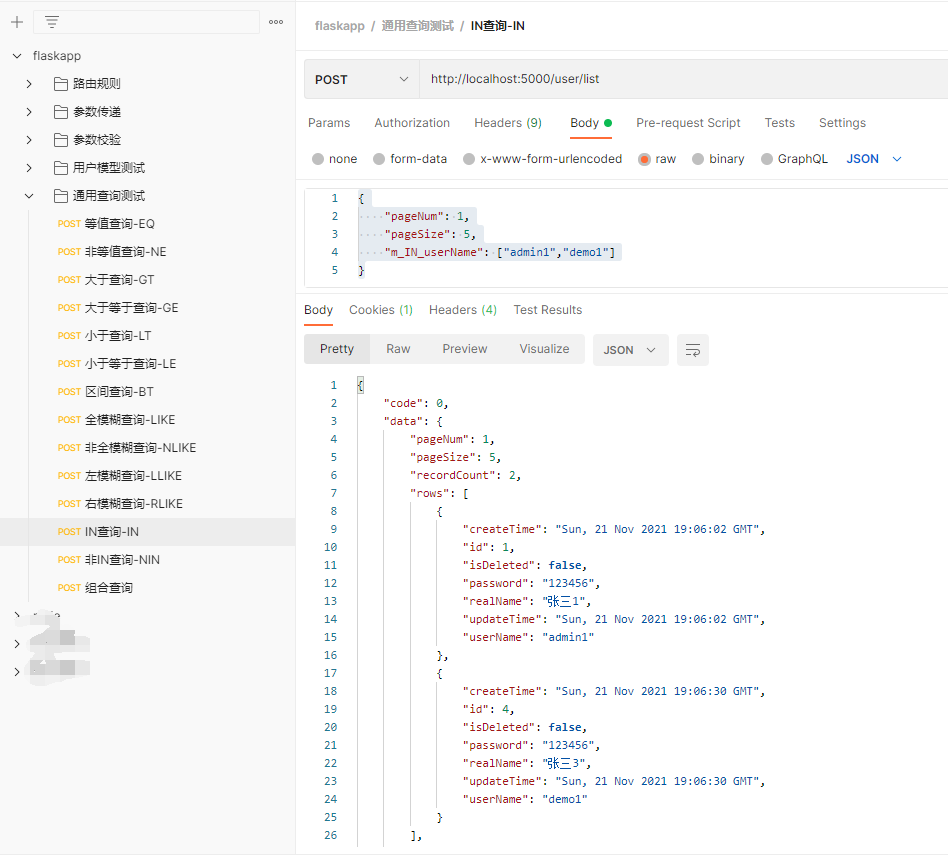 flaskapp
路由规则
参数传递
参数校验
用户模型测试
通用查询测试
POST 等值查询-EQ
POST 非等值查询-NE
POST 大于查询-GT
POST 大于等于查询-GE
POST 小于查询-LT
POST 小于等于查询-LE
POST 区间查询-BT
POST 全模糊查询-LIKE
POST 非全模糊查询-NLIKE
POST 左模糊查询-LLIKE
POST 右模糊查询-RLIKE
POST IN查询-IN
POST 非IN查询-NIN
POST 组合查询
flaskapp / 通用查询测试 / IN查询-IN
POST http://localhost:5000/user/list
Params Authorization Headers (9) Body Pre-request Script Tests Settings
none form-data x-www-form-urlencoded raw binary GraphQL JSON
1 {
2 "pageNum": 1,
3 "pageSize": 5,
4 "m_IN_userName": ["admin1","demo1"]
5 }
Body Cookies (1) Headers (4) Test Results
Pretty Raw Preview Visualize JSON
1 {
2 "code": 0,
3 "data": {
4 "pageNum": 1,
5 "pageSize": 5,
6 "recordCount": 2,
7 "rows": [
8 {
9 "createTime": "Sun, 21 Nov 2021 19:06:02 GMT",
10 "id": 1,
11 "isDeleted": false,
12 "password": "123456",
13 "realName": "张三1",
14 "updateTime": "Sun, 21 Nov 2021 19:06:02 GMT",
15 "userName": "admin1"
16 },
17 {
18 "createTime": "Sun, 21 Nov 2021 19:06:30 GMT",
19 "id": 4,
20 "isDeleted": false,
21 "password": "123456",
22 "realName": "张三3",
23 "updateTime": "Sun, 21 Nov 2021 19:06:30 GMT",
24 "userName": "demo1"
25 }
26 ],